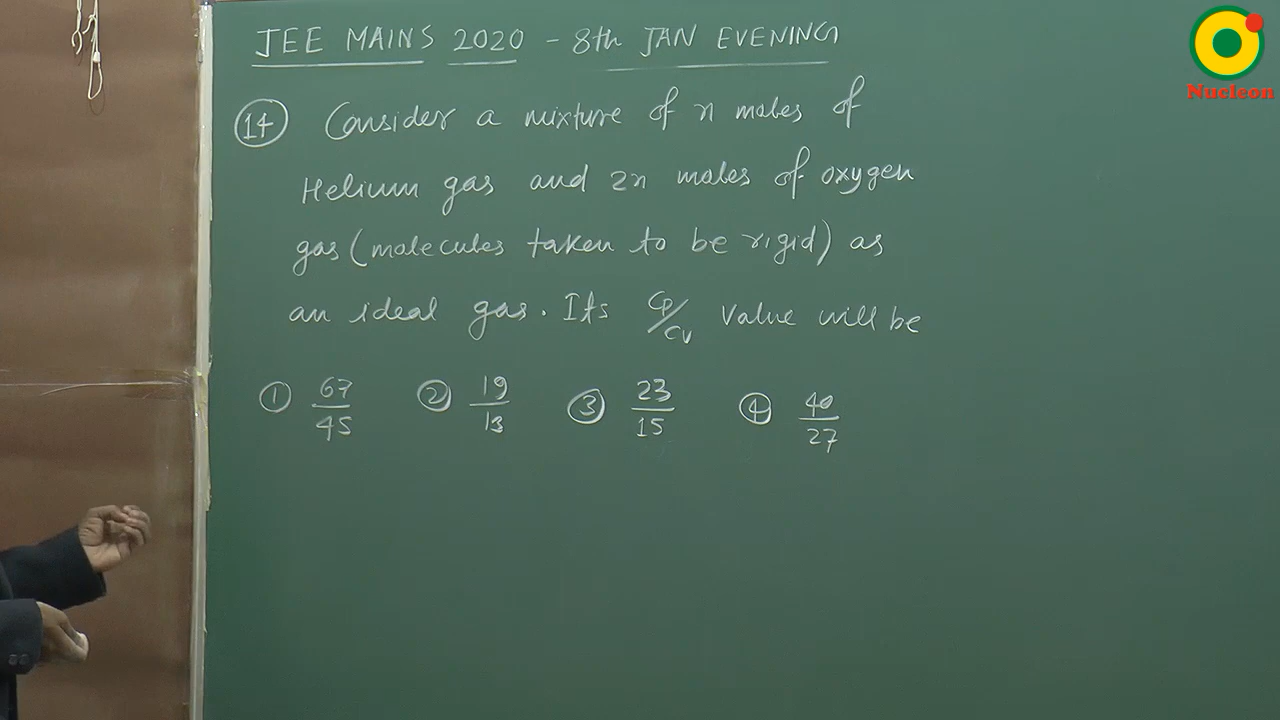 JEE MAINS 2020 - 8th JAN EVENING
Nucleon
14 Consider a mixture of n moles of
Helium gas and 2n moles of oxygen
gas (molecules taken to be rigid) as
an ideal gas. Its CP/CV value will be
1 67/45 2 19/13 3 23/15 4 40/27